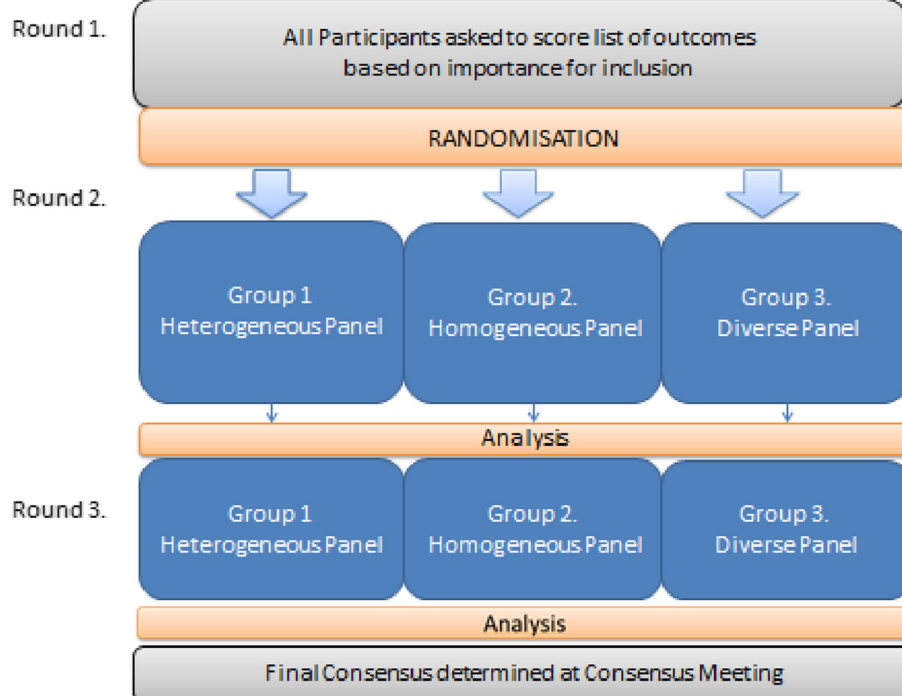 Round 1.
All Participants asked to score list of outcomes
based on importance for inclusion
RANDOMISATION
Round 2.
Group 1
Heterogeneous Panel
Group 2.
Homogeneous Panel
Group 3.
Diverse Panel
Analysis
Round 3.
Group 1
Heterogeneous Panel
Group 2.
Homogeneous Panel
Group 3.
Diverse Panel
Analysis
Final Consensus determined at Consensus Meeting